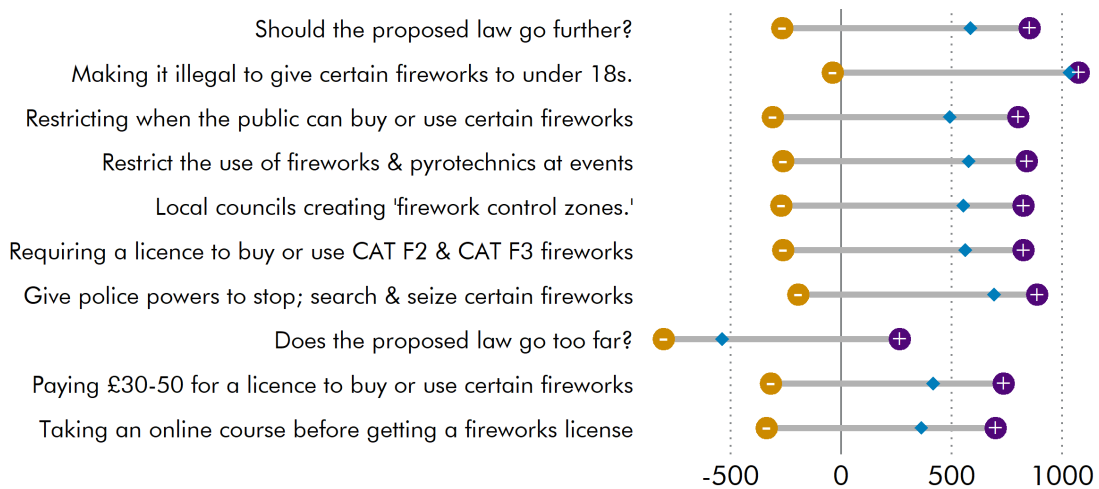 Should the proposed law go further?
Making it illegal to give certain fireworks to under 18s.
Restricting when the public can buy or use certain fireworks
Restrict the use of fireworks & pyrotechnics at events
Local councils creating 'firework control zones.'
Requiring a licence to buy or use CAT F2 & CAT F3 fireworks
Give police powers to stop; search & seize certain fireworks
Does the proposed law go too far?
Paying £30-50 for a licence to buy or use certain fireworks
Taking an online course before getting a fireworks license
-500 0 500 1000